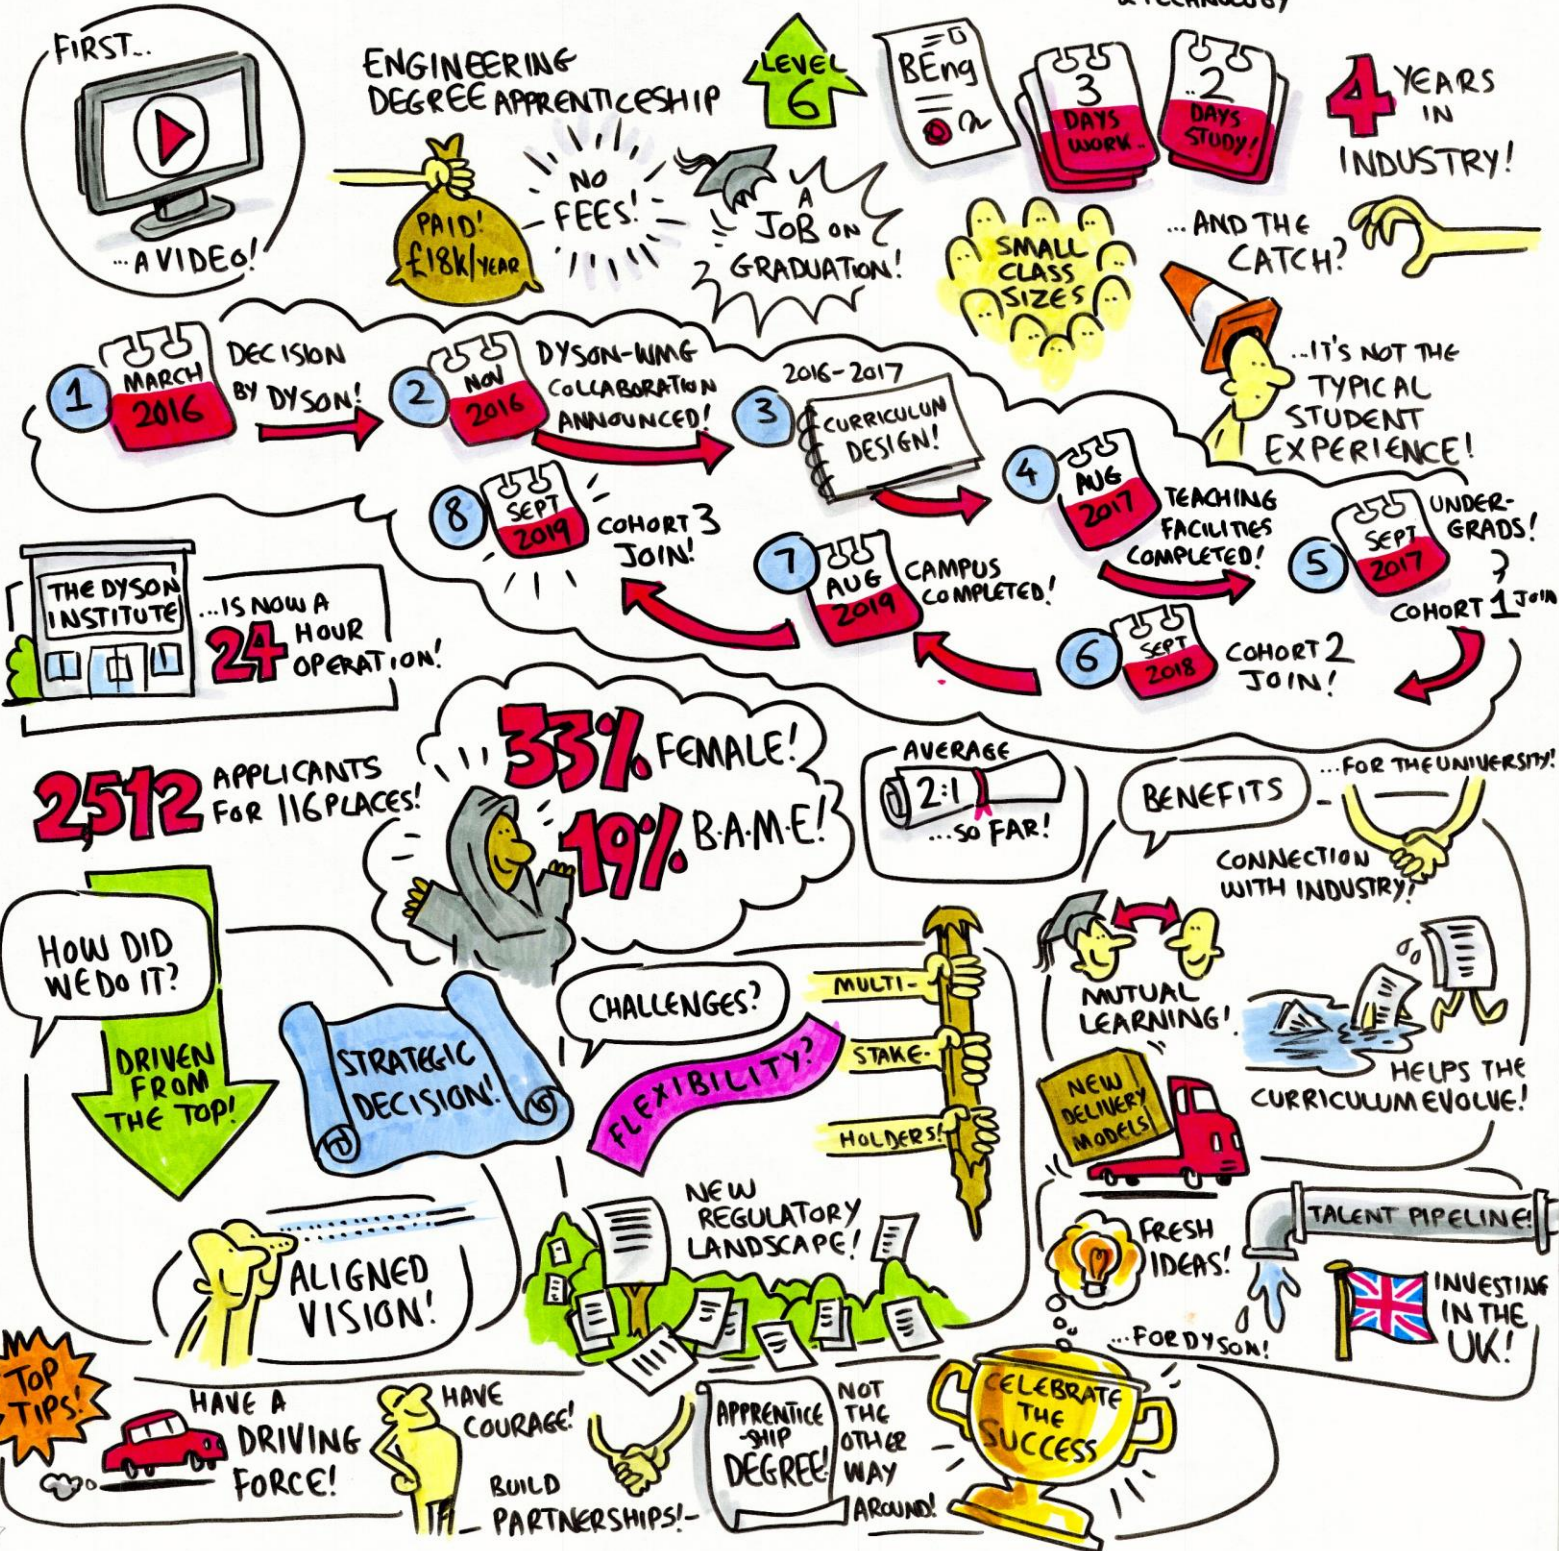 & TECHNOLOGY
FIRST...
...A VIDEO!
ENGINEERING
DEGREE APPRENTICESHIP
LEVEL
6
BEng
3
DAYS
WORK..
..2
DAYS
STUDY!
4 YEARS
IN
INDUSTRY!
PAID!
£18K/YEAR
NO
FEES!
A
JOB ON
GRADUATION!
SMALL
CLASS
SIZES
...AND THE
CATCH?
...IT'S NOT THE
TYPICAL
STUDENT
EXPERIENCE!
1
MARCH
2016
DECISION
BY DYSON!
2
NOV
2016
DYSON-WMG
COLLABORATION
ANNOUNCED!
3
2016-2017
CURRICULUM
DESIGN!
4
AUG
2017
TEACHING
FACILITIES
COMPLETED!
5
SEPT
2017
UNDER-
GRADS!
COHORT 1 JOIN
6
SEPT
2018
COHORT 2
JOIN!
7
AUG
2019
CAMPUS
COMPLETED!
8
SEPT
2019
COHORT 3
JOIN!
THE DYSON
INSTITUTE
...IS NOW A
24 HOUR
OPERATION!
2,512 APPLICANTS
FOR 116 PLACES!
33% FEMALE!
19% B.A.M.E!
AVERAGE
2:1
...SO FAR!
BENEFITS
...FOR THE UNIVERSITY!
CONNECTION
WITH INDUSTRY!
MUTUAL
LEARNING!
HELPS THE
CURRICULUM EVOLVE!
NEW
DELIVERY
MODELS!
FRESH
IDEAS!
TALENT PIPELINE!
INVESTING
IN THE
UK!
...FOR DYSON!
HOW DID
WE DO IT?
DRIVEN
FROM
THE TOP!
STRATEGIC
DECISION!
ALIGNED
VISION!
CHALLENGES?
FLEXIBILITY?
MULTI-
STAKE-
HOLDERS!
NEW
REGULATORY
LANDSCAPE!
TOP
TIPS!
HAVE A
DRIVING
FORCE!
HAVE
COURAGE!
BUILD
PARTNERSHIPS!
APPRENTICE
-SHIP
DEGREE!
NOT
THE
OTHER
WAY
AROUND!
CELEBRATE
THE
SUCCESS